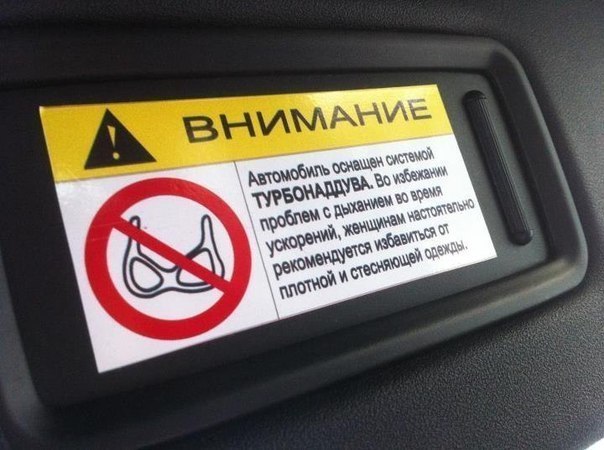 ВНИМАНИЕ
Автомобиль оснащен системой
ТУРБОНАДДУВА. Во избежании
проблем с дыханием во время
ускорений, женщинам настоятельно
рекомендуется избавиться от
плотной и стесняющей одежды.